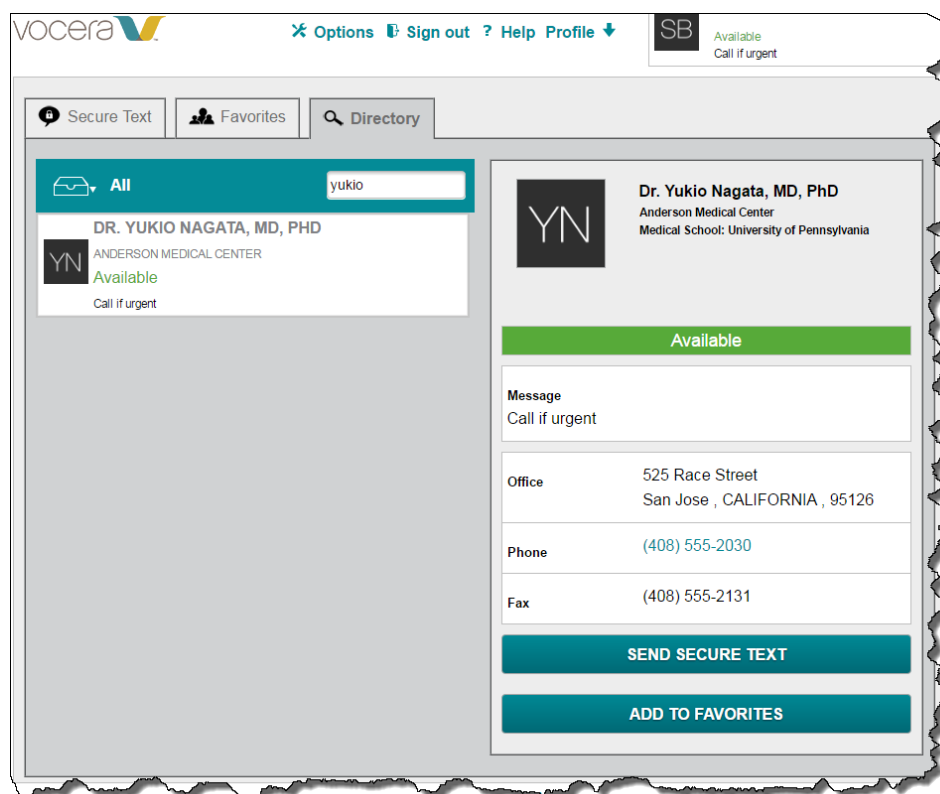 vocera
Options Sign out ? Help Profile
SB
Available
Call if urgent
Secure Text Favorites Directory
All yukio
DR. YUKIO NAGATA, MD, PHD
YN
ANDERSON MEDICAL CENTER
Available
Call if urgent
YN
Dr. Yukio Nagata, MD, PhD
Anderson Medical Center
Medical School: University of Pennsylvania
Available
Message
Call if urgent
Office 525 Race Street
San Jose , CALIFORNIA , 95126
Phone (408) 555-2030
Fax (408) 555-2131
SEND SECURE TEXT
ADD TO FAVORITES